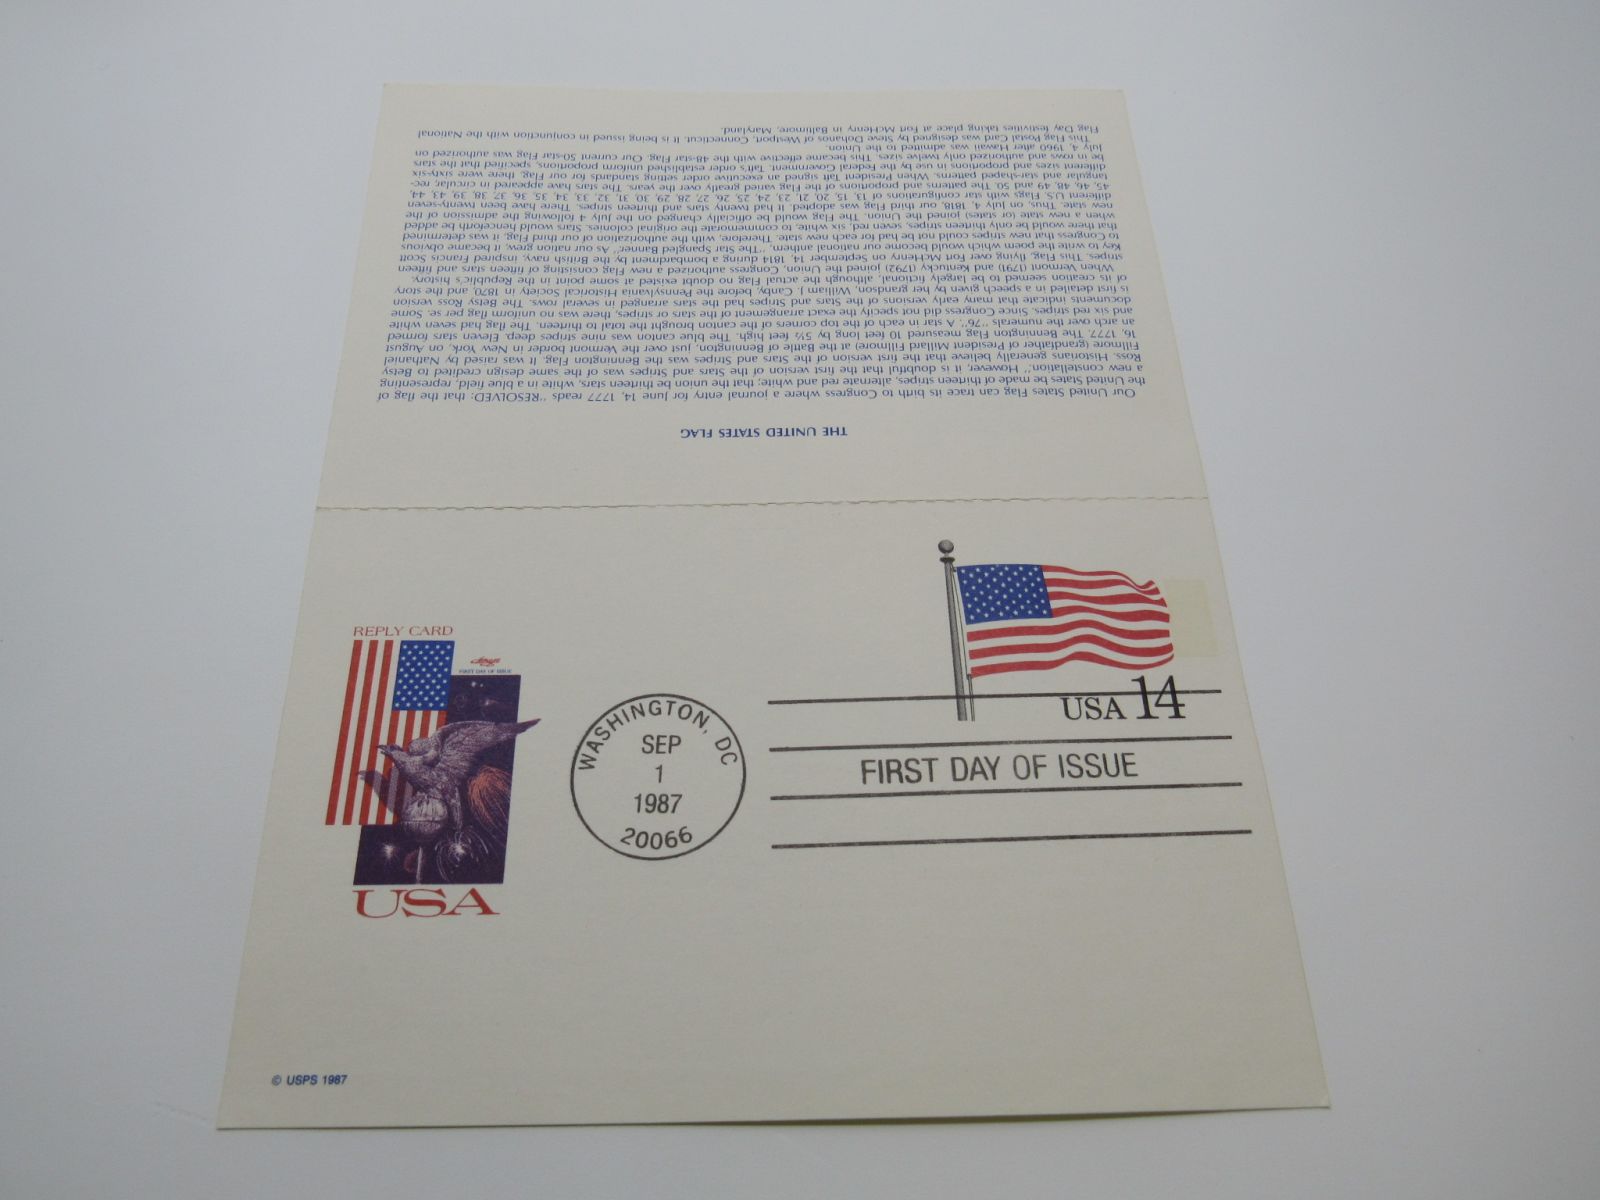 THE UNITED STATES FLAG
Our United States Flag can trace its birth to Congress where a journal entry for June 14, 1777 reads "RESOLVED: that the flag of
the United States be made of thirteen stripes, alternate red and white; that the union be thirteen stars, white in a blue field, representing
a new constellation;" However, it is doubtful that the first version of the Stars and Stripes was of the same design credited to Betsy
Ross. Historians generally believe that the first version of the Stars and Stripes was the Bennington Flag. It was raised by Nathaniel
Fillmore (grandfather of President Millard Fillmore) at the Battle of Bennington, just over the Vermont border in New York, on August
16, 1777. The Bennington Flag measured 10 feet long by 5½ feet high. The blue canton was nine stripes deep. Eleven stars formed
an arch over the numerals "76". A star in each of the top corners of the canton brought the total to thirteen. The flag had seven white
and six red stripes. Since Congress did not specify the exact arrangement of the stars or stripes, there was no uniform flag per se. Some
documents indicate that many early versions of the Stars and Stripes had the stars arranged in several rows. The Betsy Ross version
is first detailed in a speech given by her grandson, William J. Canby, before the Pennsylvania Historical Society in 1870, and the story
of its creation seemed to be largely fictional, although the actual Flag no doubt existed at some point in the Republic's history.
When Vermont (1791) and Kentucky (1792) joined the Union, Congress authorized a new Flag consisting of fifteen stars and fifteen
stripes. This Flag, flying over Fort McHenry on September 14, 1814 during a bombardment by the British navy, inspired Francis Scott
Key to write the poem which would become our national anthem, "The Star Spangled Banner." As our nation grew, it became obvious
to Congress that new stripes could not be had for each new state. Therefore, with the authorization of our third Flag, it was determined
that there would be only thirteen stripes, seven red, six white, to commemorate the original colonies. Stars would henceforth be added
when a new state (or states) joined the Union. The Flag would be officially changed on the July 4 following the admission of the
new state. Thus, on July 4, 1818, our third Flag was adopted. It had twenty stars and thirteen stripes. There have been twenty-seven
different U.S. Flags with star configurations of 13, 15, 20, 21, 23, 24, 25, 26, 27, 28, 29, 30, 31, 32, 33, 34, 35, 36, 37, 38, 39, 43, 44,
45, 46, 48, 49 and 50. The patterns and proportions of the Flag varied greatly over the years. The stars have appeared in circular, rec-
tangular and star-shaped patterns. When President Taft signed an executive order setting standards for our Flag, there were sixty-six
different sizes and proportions in use by the Federal Government. Taft's order established uniform proportions, specified that the stars
be in rows and authorized only twelve sizes. This became effective with the 48-star Flag. Our current 50-star Flag was authorized on
July 4, 1960 after Hawaii was admitted to the Union.
This Flag Postal Card was designed by Steve Dohanos of Westport, Connecticut. It is being issued in conjunction with the National
Flag Day festivities taking place at Fort McHenry in Baltimore, Maryland.
REPLY CARD
FIRST DAY OF ISSUE
USA
WASHINGTON, DC
SEP
1
1987
20066
USA 14
FIRST DAY OF ISSUE
© USPS 1987